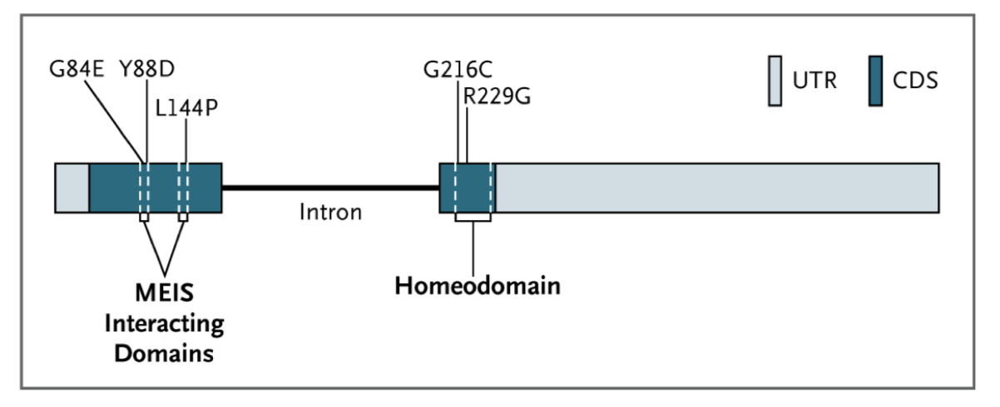 G84E Y88D
L144P
G216C
R229G
UTR
CDS
Intron
MEIS
Interacting
Domains
Homeodomain